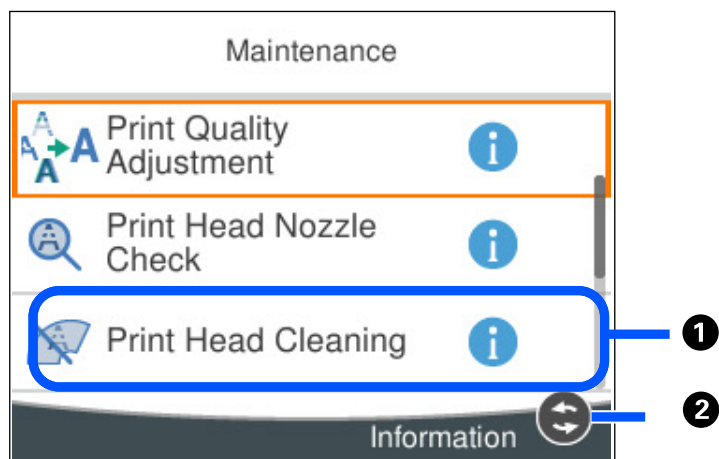 Maintenance
Print Quality
Adjustment
Print Head Nozzle
Check
Print Head Cleaning
1
2
Information